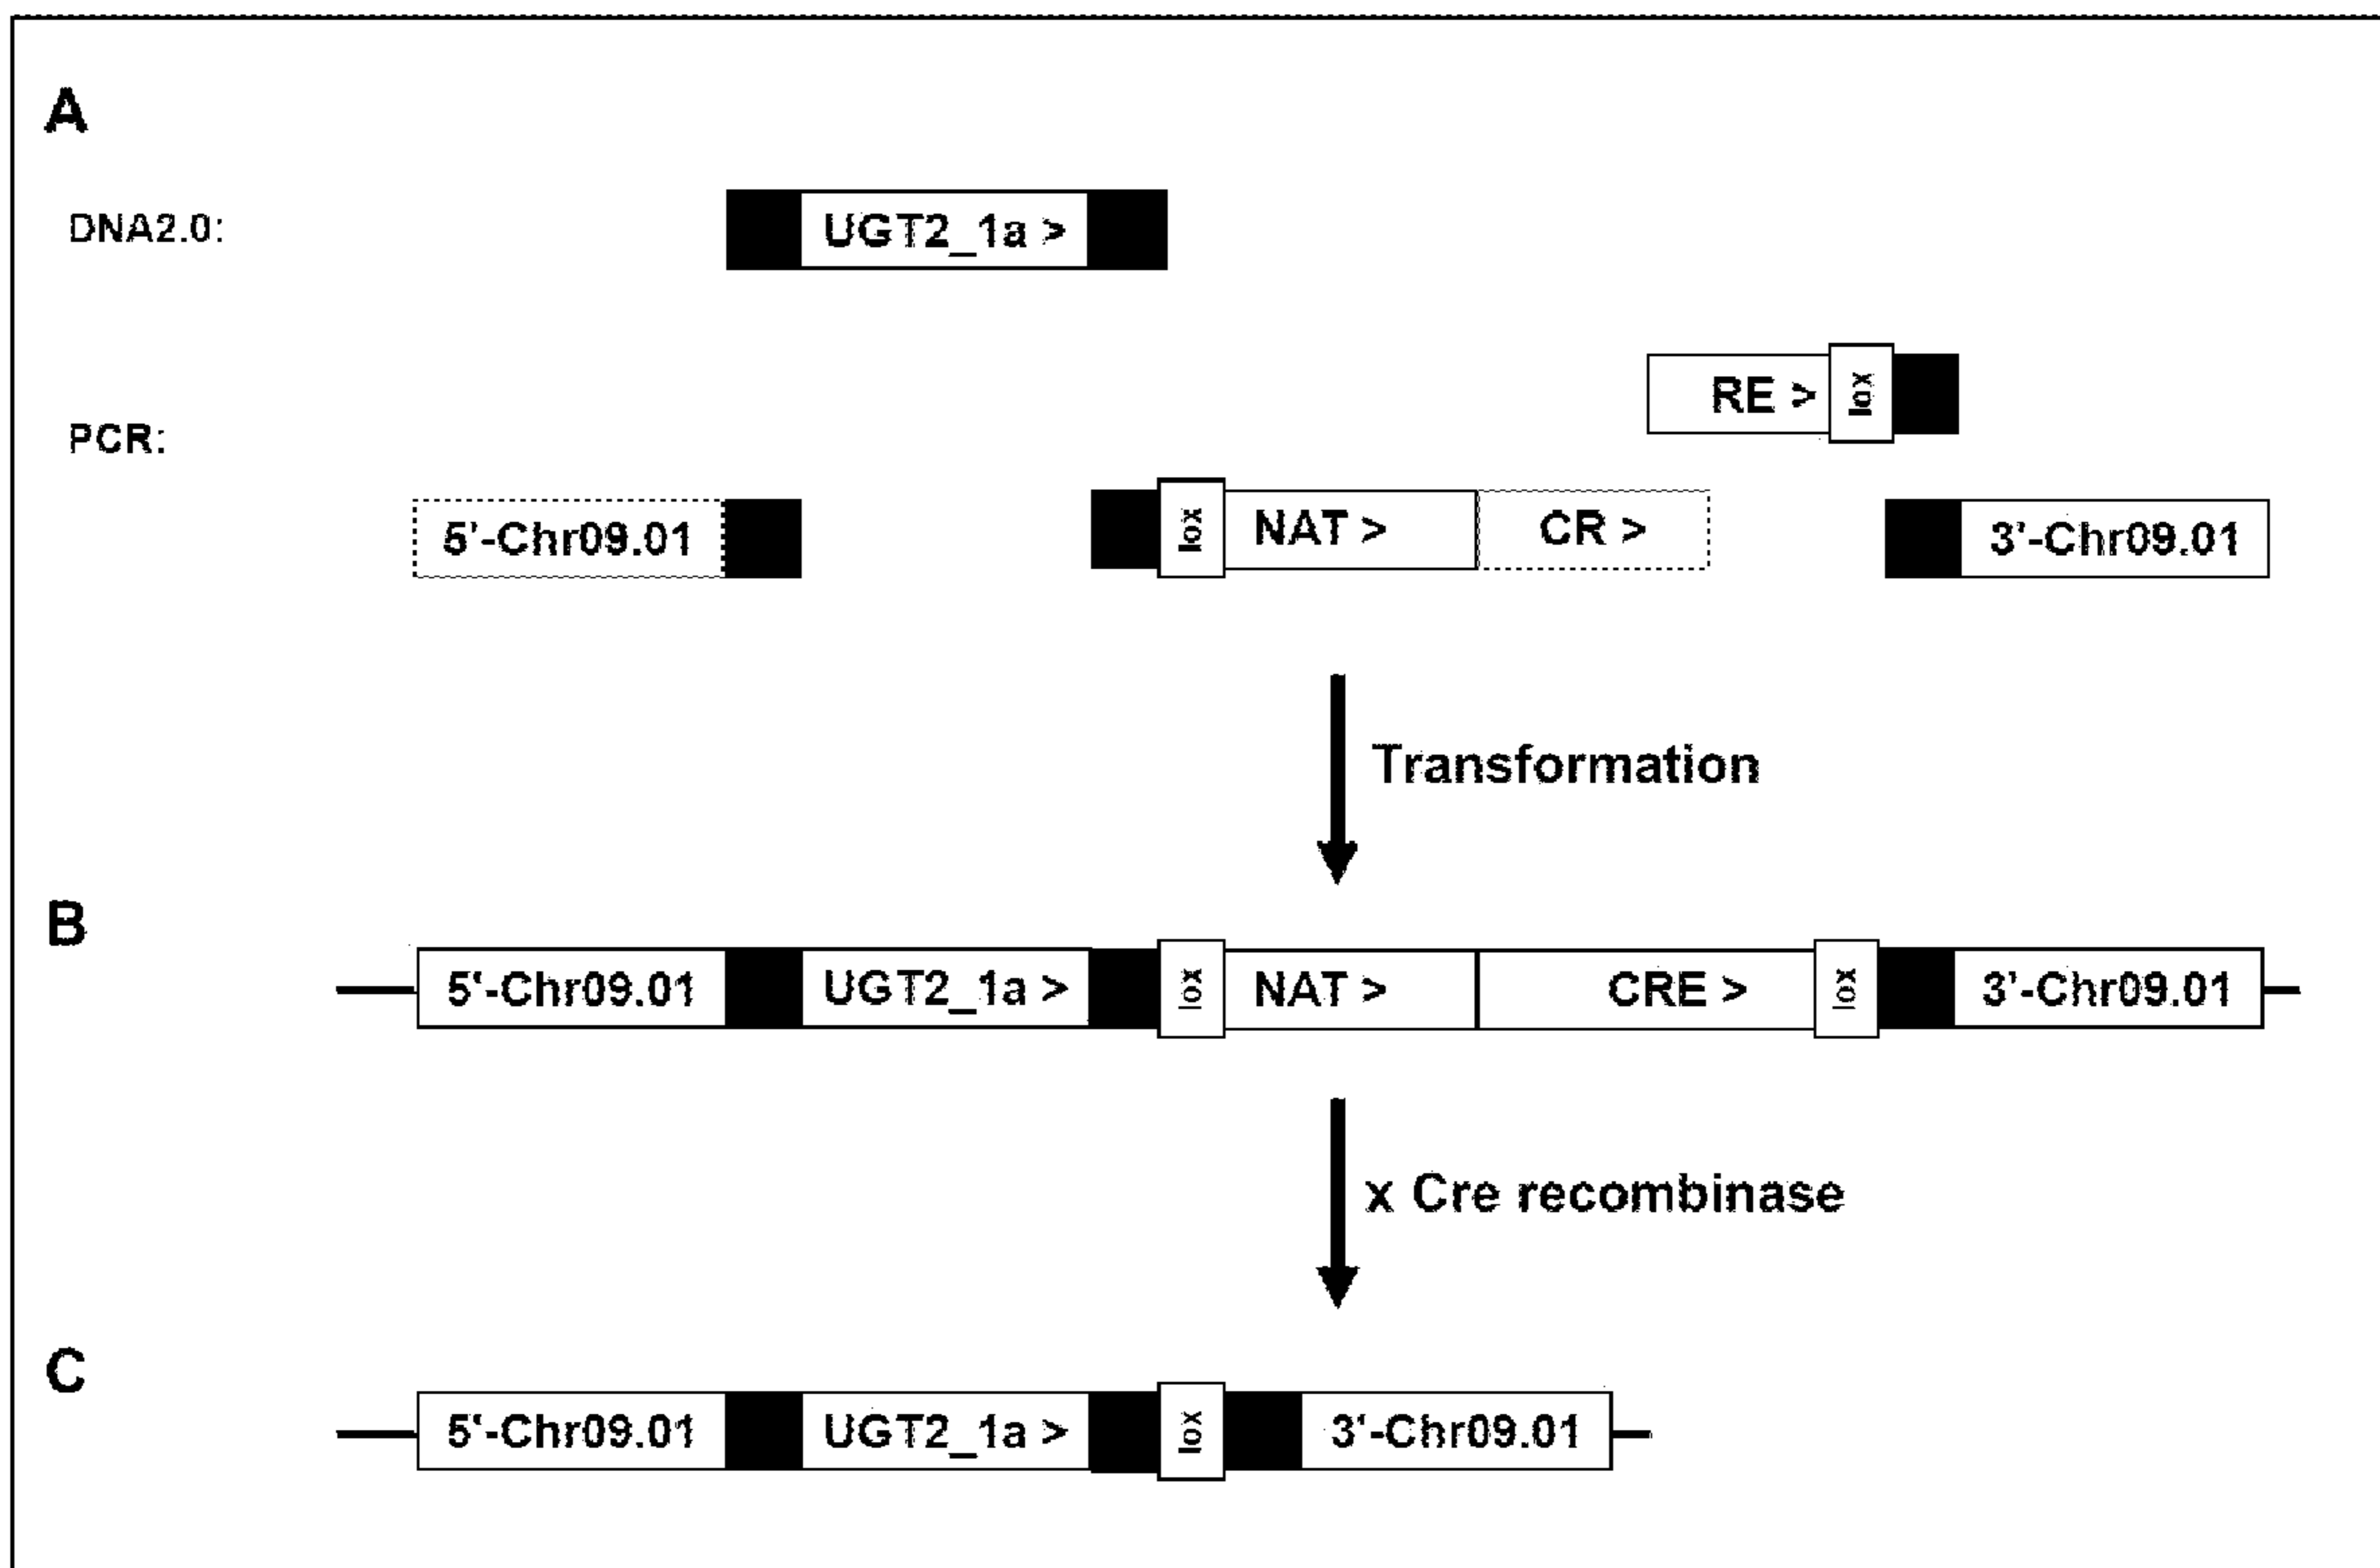 A
DNA2.0:
UGT2_1a >
RE >
lox
PCR:
5'-Chr09.01
lox
NAT >
CR >
3'-Chr09.01
Transformation
B
5'-Chr09.01
UGT2_1a >
lox
NAT >
CRE >
lox
3'-Chr09.01
x Cre recombinase
C
5'-Chr09.01
UGT2_1a >
lox
3'-Chr09.01